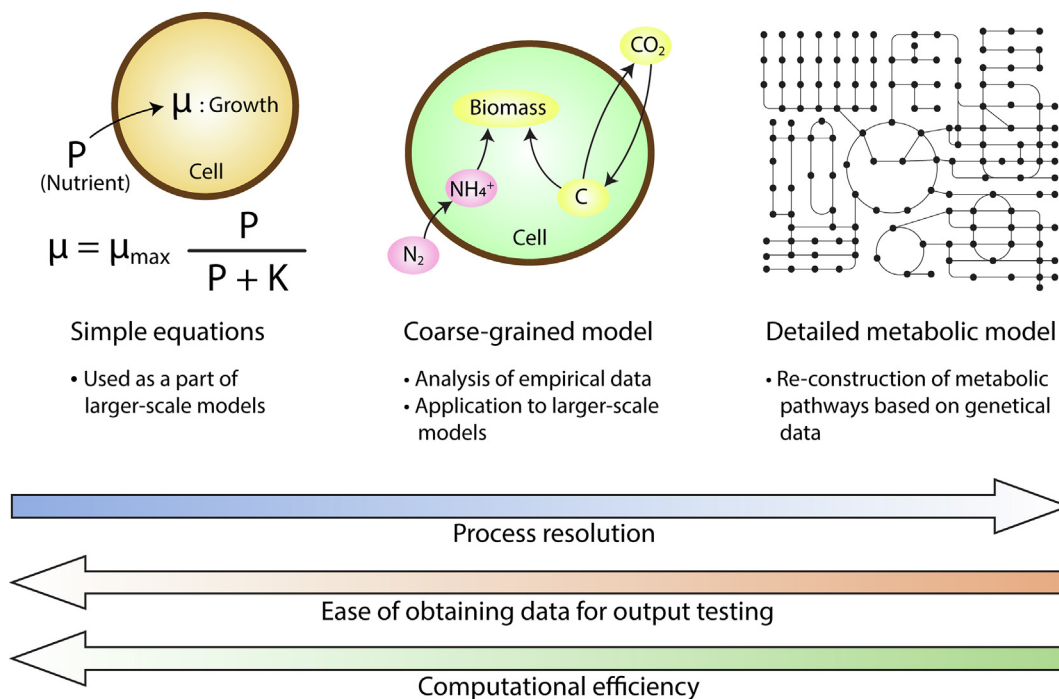 μ : Growth
P
(Nutrient)
Cell
μ = μmax P / P + K
CO₂
Biomass
NH₄⁺
C
Cell
N₂
Simple equations
• Used as a part of
larger-scale models
Coarse-grained model
• Analysis of empirical data
• Application to larger-scale
models
Detailed metabolic model
• Re-construction of metabolic
pathways based on genetical
data
Process resolution
Ease of obtaining data for output testing
Computational efficiency